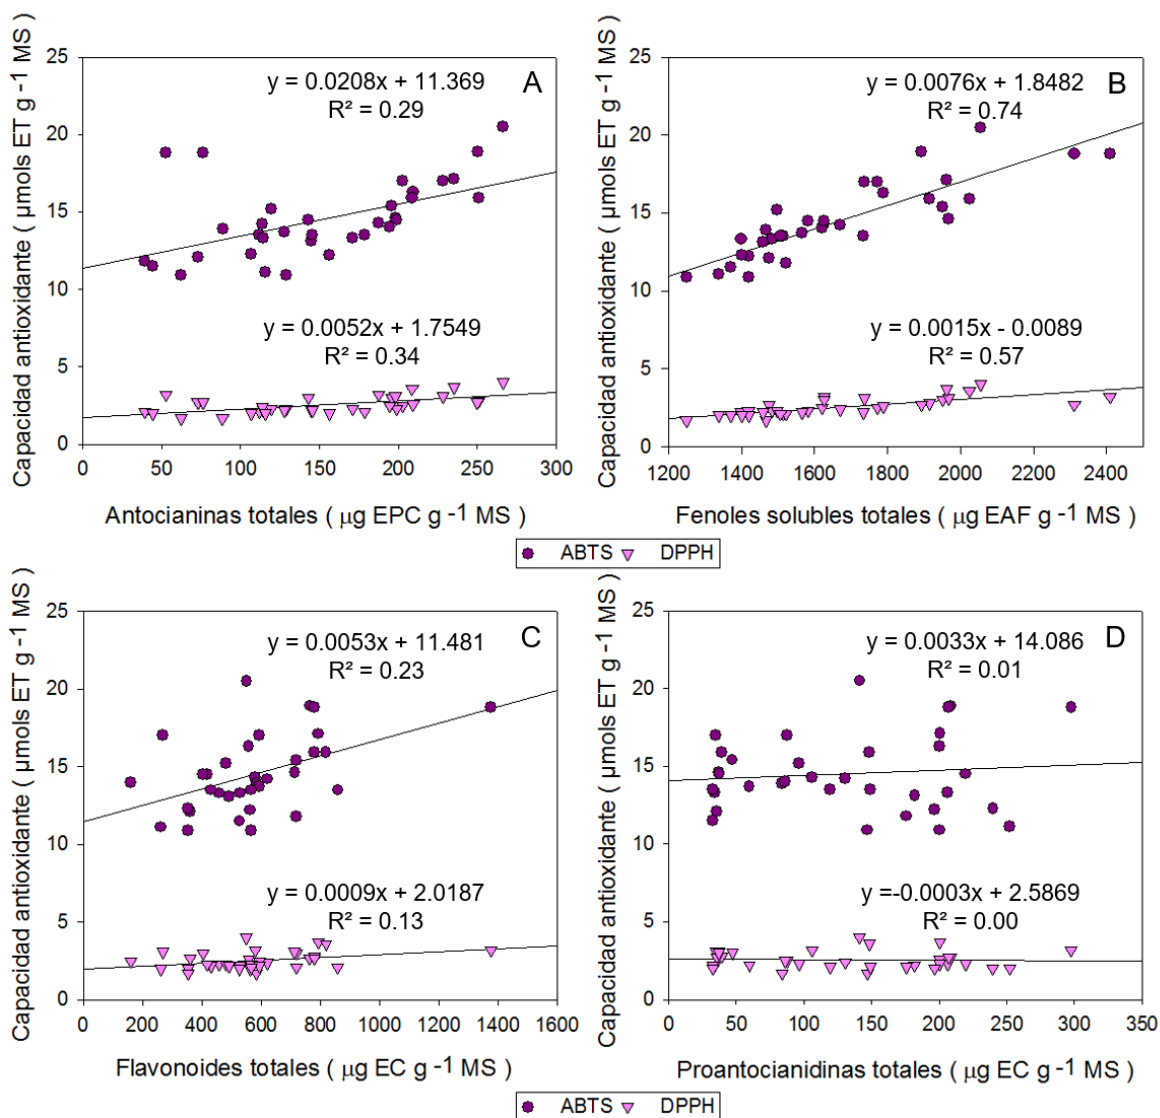 Capacidad antioxidante ( μmols ET g -1 MS )
25
20
15
10
5
0
A
y = 0.0208x + 11.369
R² = 0.29
y = 0.0052x + 1.7549
R² = 0.34
0 50 100 150 200 250 300
Antocianinas totales ( μg EPC g -1 MS )
Capacidad antioxidante ( μmols ET g -1 MS )
25
20
15
10
5
0
B
y = 0.0076x + 1.8482
R² = 0.74
y = 0.0015x - 0.0089
R² = 0.57
1200 1400 1600 1800 2000 2200 2400
Fenoles solubles totales ( μg EAF g -1 MS )
ABTS DPPH
Capacidad antioxidante ( μmols ET g -1 MS )
25
20
15
10
5
0
C
y = 0.0053x + 11.481
R² = 0.23
y = 0.0009x + 2.0187
R² = 0.13
0 200 400 600 800 1000 1200 1400 1600
Flavonoides totales ( μg EC g -1 MS )
Capacidad antioxidante ( μmols ET g -1 MS )
25
20
15
10
5
0
D
y = 0.0033x + 14.086
R² = 0.01
y =-0.0003x + 2.5869
R² = 0.00
0 50 100 150 200 250 300 350
Proantocianidinas totales ( μg EC g -1 MS )
ABTS DPPH